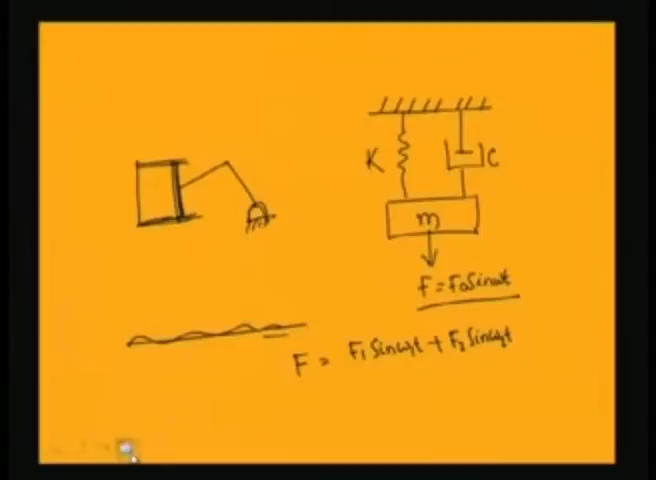 K
C
m
F = F0 Sinωt
F = F1 Sinω1t + F2 Sinω2t